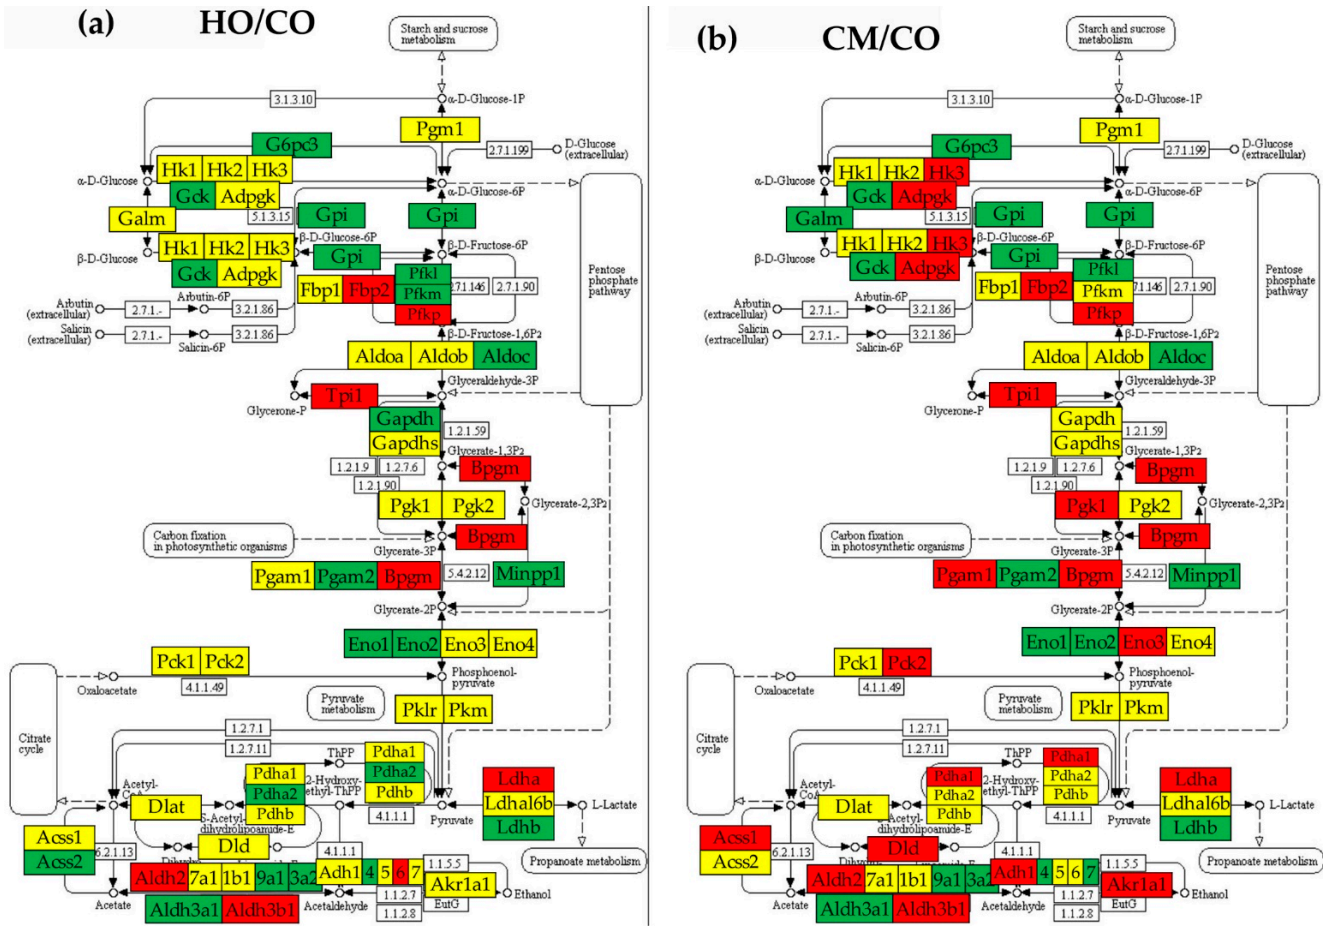 (a) HO/CO
Starch and sucrose
metabolism
3.1.3.10
α-D-Glucose-1P
Pgm1
G6pc3
2.7.1.199
D-Glucose
(extracellular)
Hk1 Hk2 Hk3
α-D-Glucose
Gck Adpgk
α-D-Glucose-6P
Galm
5.1.3.15
Gpi
Gpi
Hk1 Hk2 Hk3
β-D-Glucose-6P
β-D-Fructose-6P
β-D-Glucose
Gck Adpgk
Gpi
Pfkl
Fbp1 Fbp2
Pfkm
2.7.1.146
2.7.1.90
Pfkp
Pentose
phosphate
pathway
Arbutin
(extracellular)
2.7.1.-
Arbutin-6P
3.2.1.86
Salicin
(extracellular)
2.7.1.-
Salicin-6P
3.2.1.86
β-D-Fructose-1,6P2
Aldoa Aldob Aldoc
Glyceraldehyde-3P
Tpi1
Glycerone-P
Gapdh
1.2.1.59
Gapdhs
Glycerate-1,3P2
1.2.1.9
1.2.7.6
1.2.1.90
Bpgm
Pgk1 Pgk2
Glycerate-2,3P2
Carbon fixation
in photosynthetic organisms
Bpgm
Glycerate-3P
Pgam1 Pgam2 Bpgm
5.4.2.12
Minpp1
Glycerate-2P
Eno1 Eno2 Eno3 Eno4
Pck1 Pck2
Oxaloacetate
4.1.1.49
Phosphoenol-
pyruvate
Pyruvate
metabolism
Pklr Pkm
Citrate
cycle
1.2.7.1
1.2.7.11
ThPP
Pdha1
Pdha2
Pdhb
Acetyl-
CoA
Pdha1
Pdha2
Pdhb
2-Hydroxy-
ethyl-ThPP
Ldha
Ldhal6b
Ldhb
L-Lactate
Dlat
S-Acetyl-
dihydrolipoamide-E
4.1.1.1
Pyruvate
Acss1
Acss2
6.2.1.13
Dld
4.1.1.1
Propanoate metabolism
Aldh2 7a1 1b1 9a1 3a2
Adh1 4 5 6 7
1.1.5.5
Akr1a1
Acetate
Acetaldehyde
1.1.2.7
EutG
Ethanol
Aldh3a1 Aldh3b1
1.1.2.8
(b) CM/CO
Starch and sucrose
metabolism
3.1.3.10
α-D-Glucose-1P
Pgm1
G6pc3
2.7.1.199
D-Glucose
(extracellular)
Hk1 Hk2 Hk3
α-D-Glucose
Gck Adpgk
α-D-Glucose-6P
Galm
5.1.3.15
Gpi
Gpi
Hk1 Hk2 Hk3
β-D-Glucose-6P
β-D-Fructose-6P
β-D-Glucose
Gck Adpgk
Gpi
Pfkl
Fbp1 Fbp2
Pfkm
2.7.1.146
2.7.1.90
Pfkp
Pentose
phosphate
pathway
Arbutin
(extracellular)
2.7.1.-
Arbutin-6P
3.2.1.86
Salicin
(extracellular)
2.7.1.-
Salicin-6P
3.2.1.86
β-D-Fructose-1,6P2
Aldoa Aldob Aldoc
Glyceraldehyde-3P
Tpi1
Glycerone-P
Gapdh
1.2.1.59
Gapdhs
Glycerate-1,3P2
1.2.1.9
1.2.7.6
1.2.1.90
Bpgm
Pgk1 Pgk2
Glycerate-2,3P2
Carbon fixation
in photosynthetic organisms
Bpgm
Glycerate-3P
Pgam1 Pgam2 Bpgm
5.4.2.12
Minpp1
Glycerate-2P
Eno1 Eno2 Eno3 Eno4
Pck1 Pck2
Oxaloacetate
4.1.1.49
Phosphoenol-
pyruvate
Pyruvate
metabolism
Pklr Pkm
Citrate
cycle
1.2.7.1
1.2.7.11
ThPP
Pdha1
Pdha2
Pdhb
Acetyl-
CoA
Pdha1
Pdha2
Pdhb
2-Hydroxy-
ethyl-ThPP
Ldha
Ldhal6b
Ldhb
L-Lactate
Dlat
dihydrolipoamide-E
4.1.1.1
Pyruvate
Acss1
Acss2
6.2.1.13
Dld
4.1.1.1
Propanoate metabolism
Aldh2 7a1 1b1 9a1 3a2
Adh1 4 5 6 7
1.1.5.5
Akr1a1
Acetate
Acetaldehyde
1.1.2.7
EutG
Ethanol
Aldh3a1 Aldh3b1
1.1.2.8